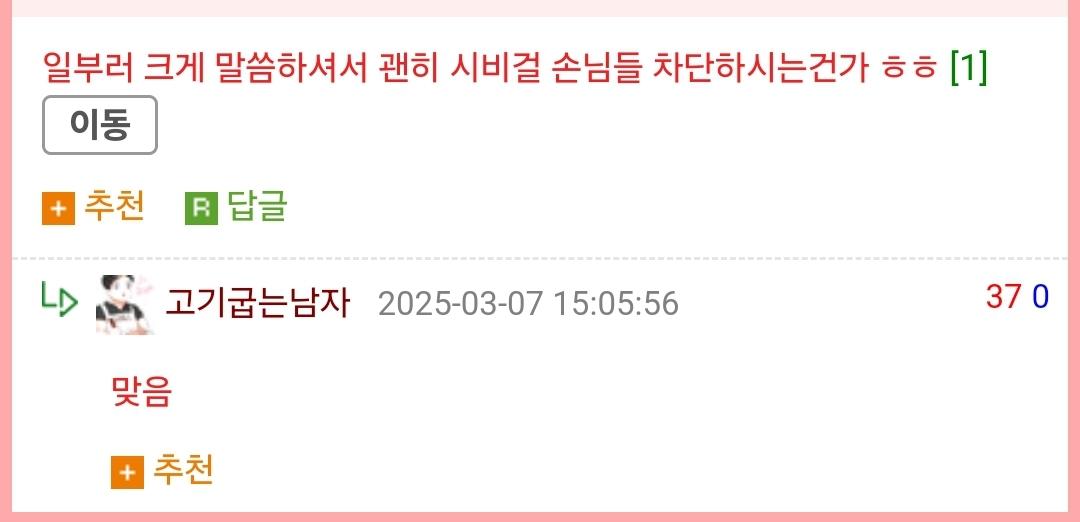 일부러 크게 말씀하셔서 괜히 시비걸 손님들 차단하시는건가 ㅎㅎ [1]
이동
+ 추천 R 답글
고기굽는남자 2025-03-07 15:05:56 37 0
맞음
+ 추천